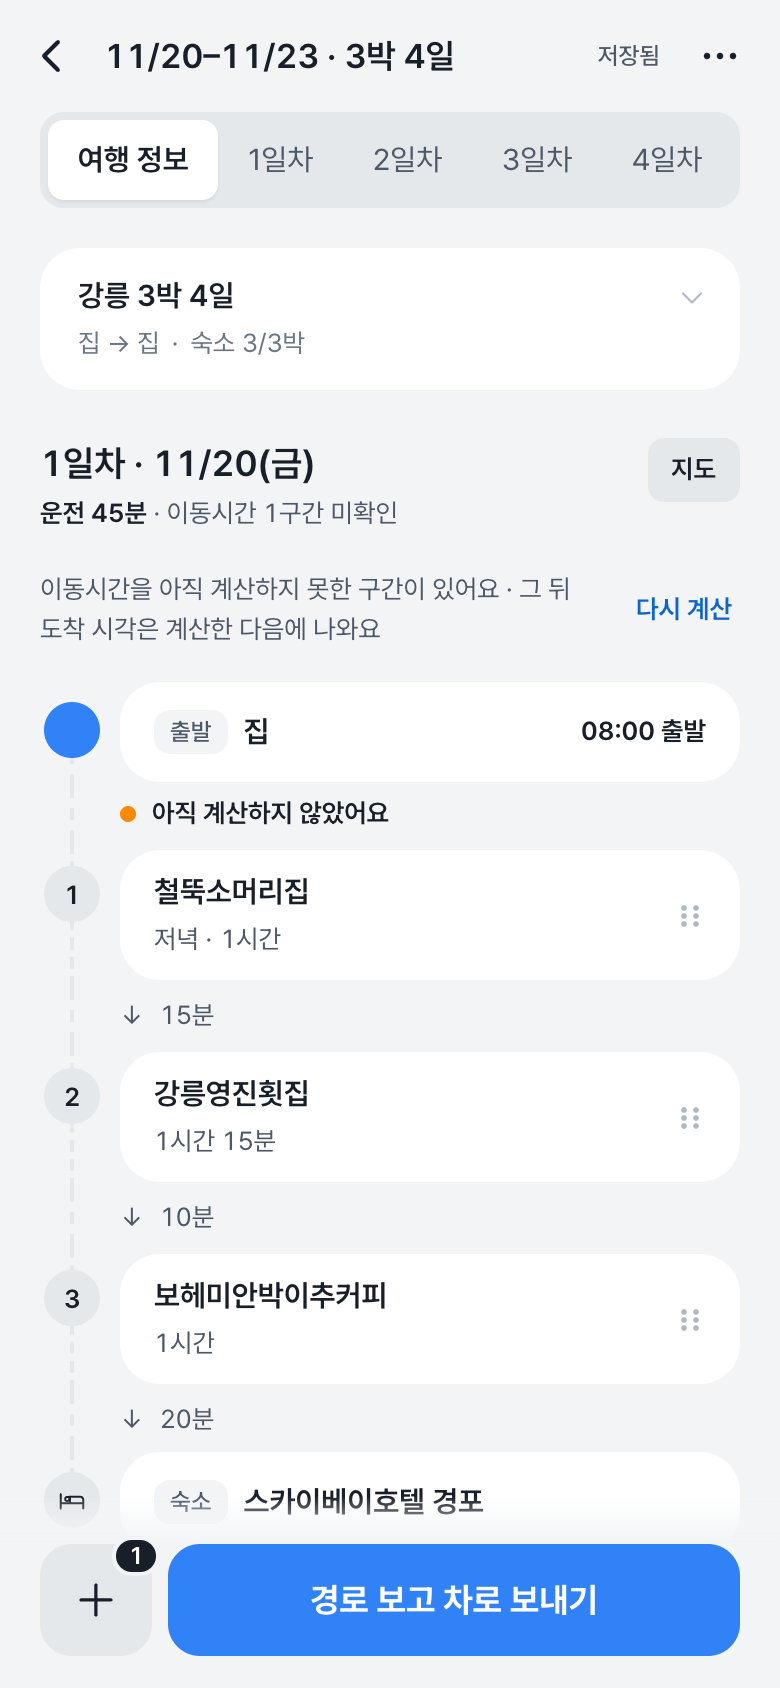 11/20–11/23 · 3박 4일
저장됨
여행 정보
1일차
2일차
3일차
4일차
강릉 3박 4일
집 → 집 · 숙소 3/3박
1일차 · 11/20(금)
지도
운전 45분 · 이동시간 1구간 미확인
이동시간을 아직 계산하지 못한 구간이 있어요 · 그 뒤
도착 시각은 계산한 다음에 나와요
다시 계산
출발
집
08:00 출발
아직 계산하지 않았어요
1
철뚝소머리집
저녁 · 1시간
↓ 15분
2
강릉영진횟집
1시간 15분
↓ 10분
3
보헤미안박이추커피
1시간
↓ 20분
숙소
스카이베이호텔 경포
1
경로 보고 차로 보내기